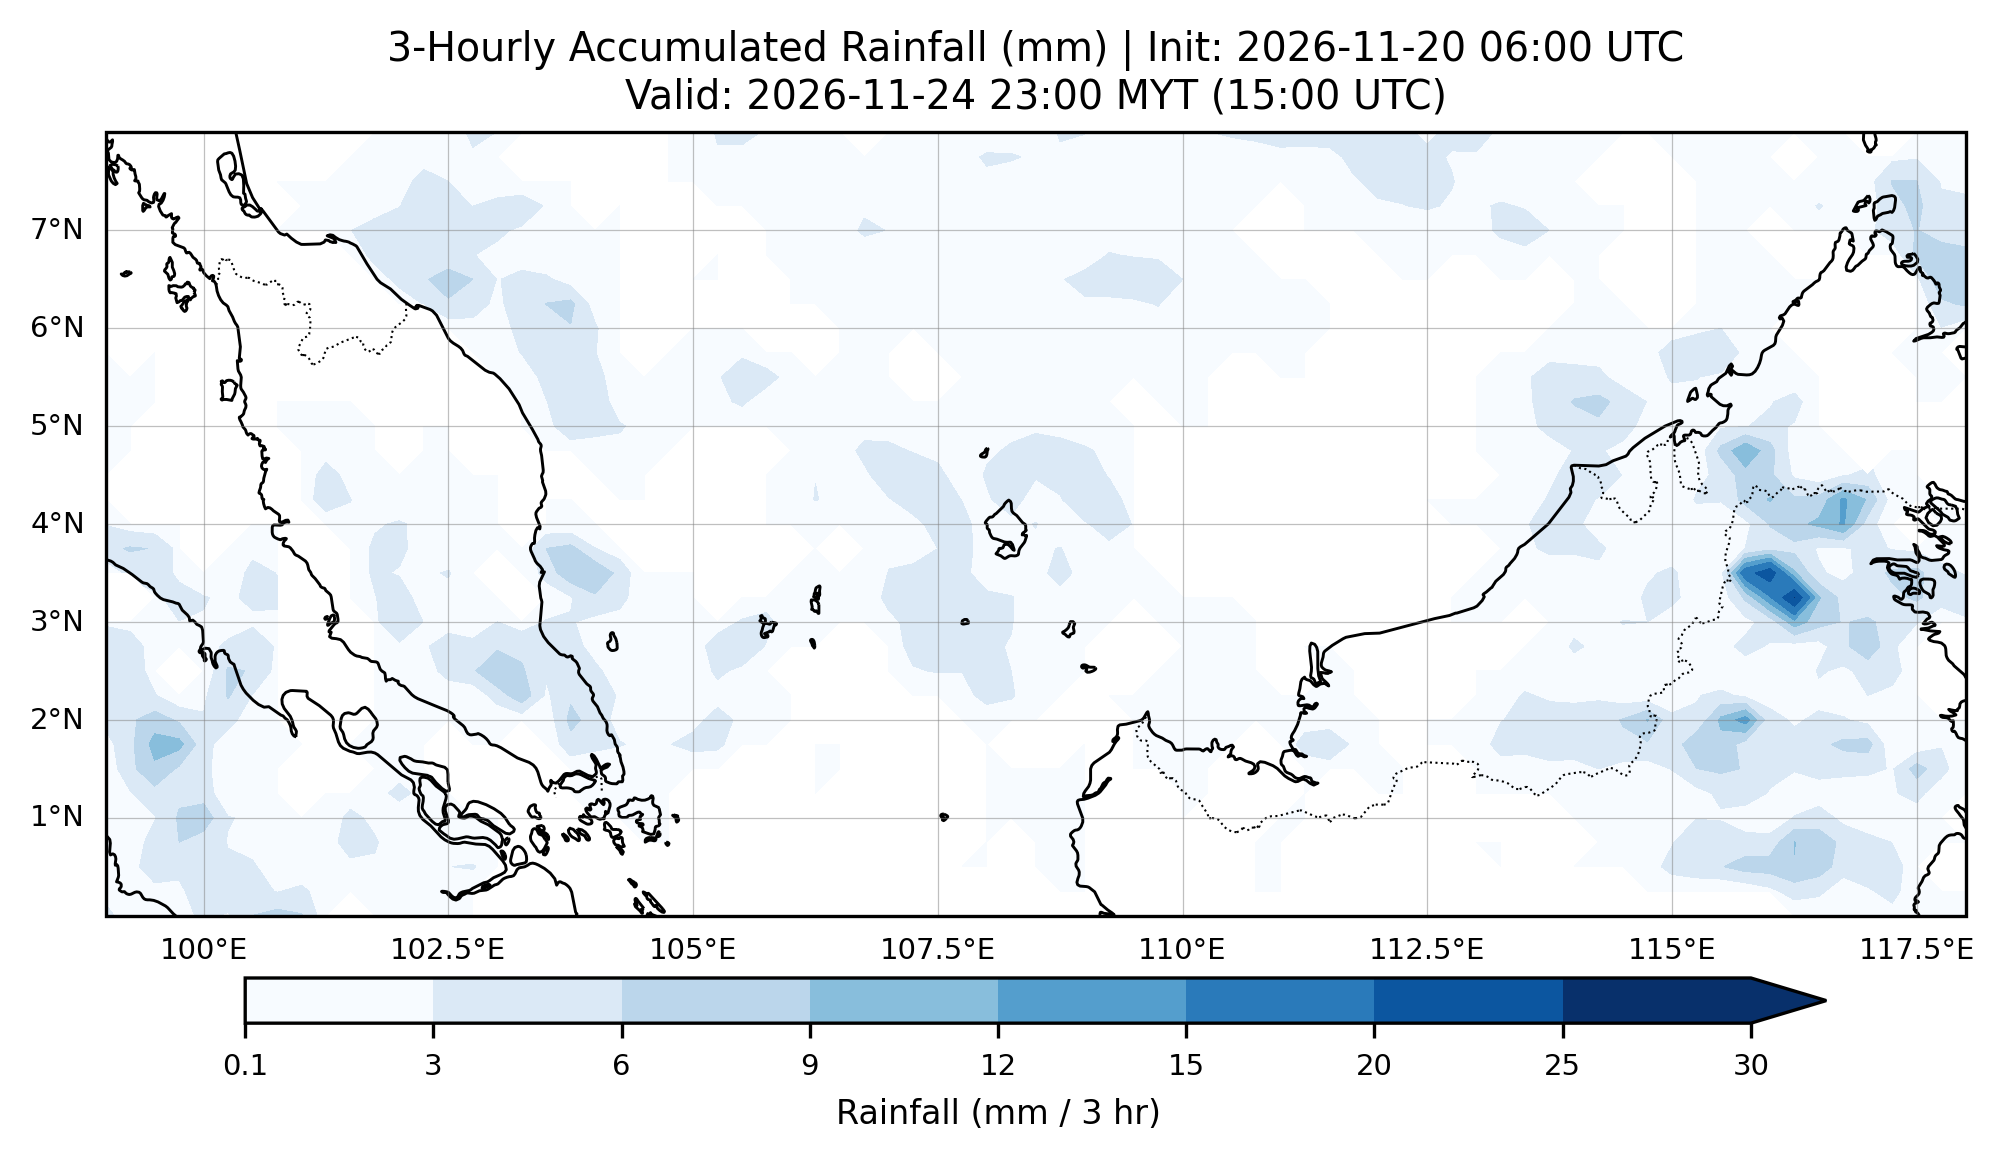 3-Hourly Accumulated Rainfall (mm) | Init: 2026-11-20 06:00 UTC
Valid: 2026-11-24 23:00 MYT (15:00 UTC)
7°N
6°N
5°N
4°N
3°N
2°N
1°N
100°E 102.5°E 105°E 107.5°E 110°E 112.5°E 115°E 117.5°E
0.1 3 6 9 12 15 20 25 30
Rainfall (mm / 3 hr)